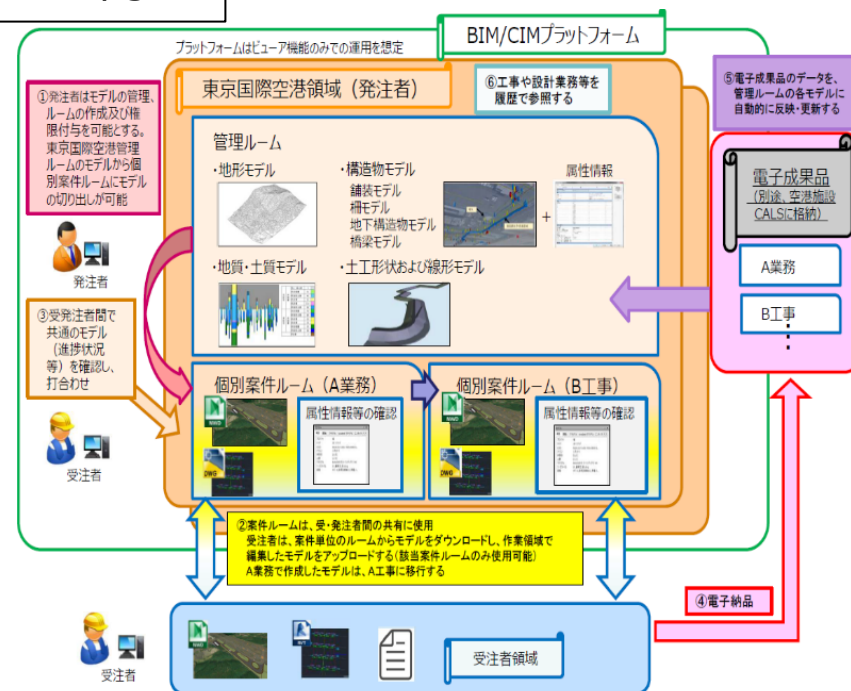 BIM/CIMプラットフォーム
プラットフォームはビューア機能のみでの運用を想定
東京国際空港領域（発注者）
⑥工事や設計業務等を
履歴で参照する
⑤電子成果品のデータを、
管理ルームの各モデルに
自動的に反映・更新する
①発注者はモデルの管理、
ルームの作成及び権
限付与を可能とする。
東京国際空港管理
ルームのモデルから個
別案件ルームにモデル
の切り出しが可能
発注者
管理ルーム
・地形モデル
・構造物モデル
舗装モデル
柵モデル
地下構造物モデル
橋梁モデル
+
属性情報
・地質・土質モデル
・土工形状および線形モデル
電子成果品
（別途、空港施設
CALSに格納）
A業務
B工事
③受発注者間で
共通のモデル
（進捗状況
等）を確認し、
打合わせ
受注者
個別案件ルーム（A業務）
NWD
DWG
属性情報等の確認
個別案件ルーム（B工事）
NWD
DWG
属性情報等の確認
②案件ルームは、受・発注者間の共有に使用
受注者は、案件単位のルームからモデルをダウンロードし、作業領域で
編集したモデルをアップロードする（該当案件ルームのみ使用可能）
A業務で作成したモデルは、A工事に移行する
④電子納品
受注者
NWD
RVT
受注者領域